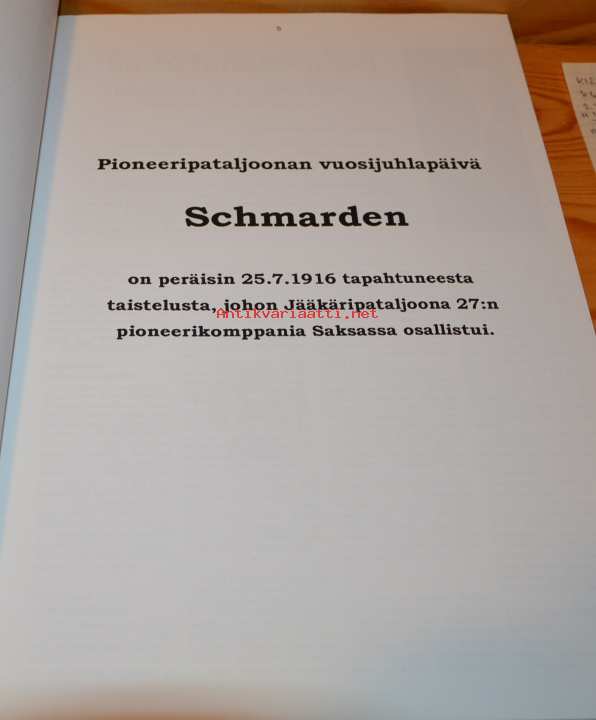 Pioneeripataljoonan vuosijuhlapäivä
Schmarden
on peräisin 25.7.1916 tapahtuneesta
taistelusta, johon Jääkäripataljoona 27:n
Antikvariaatti.net
pioneerikomppania Saksassa osallistui.